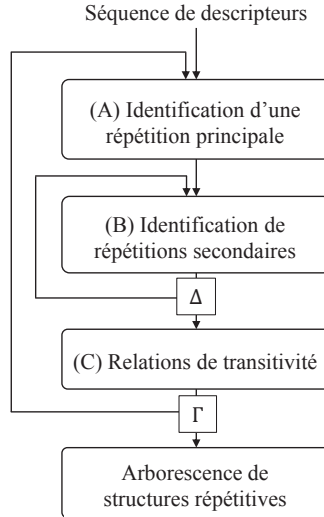 Séquence de descripteurs
(A) Identification d'une
répétition principale
(B) Identification de
répétitions secondaires
Δ
(C) Relations de transitivité
Γ
Arborescence de
structures répétitives